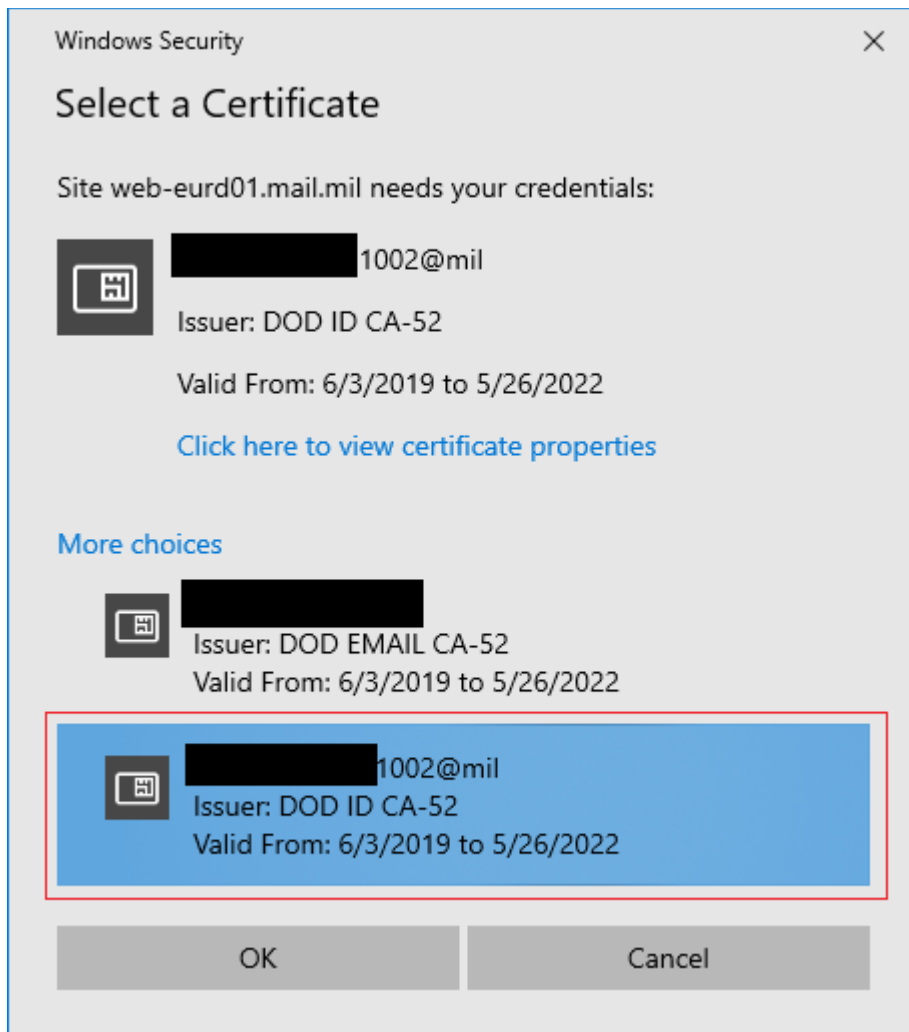 Windows Security
Select a Certificate
Site web-eurd01.mail.mil needs your credentials:
1002@mil
Issuer: DOD ID CA-52
Valid From: 6/3/2019 to 5/26/2022
Click here to view certificate properties
More choices
Issuer: DOD EMAIL CA-52
Valid From: 6/3/2019 to 5/26/2022
1002@mil
Issuer: DOD ID CA-52
Valid From: 6/3/2019 to 5/26/2022
OK Cancel